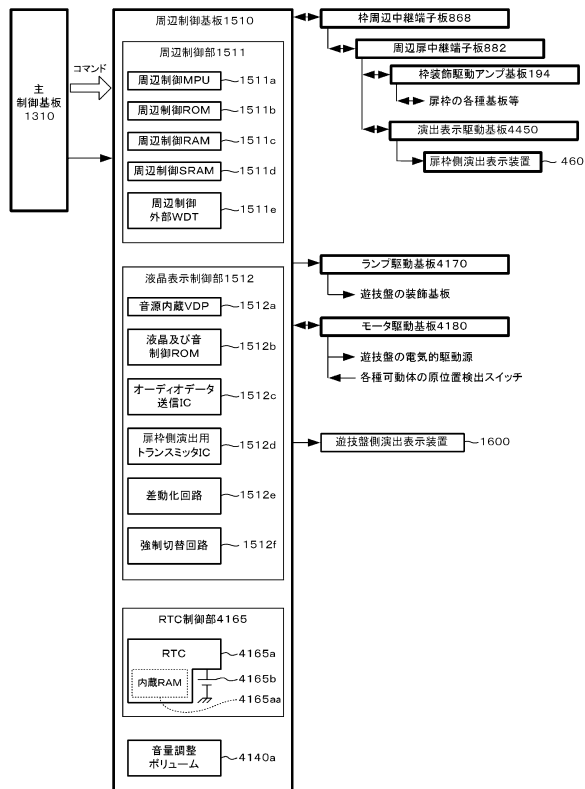 主
制御基板
1310
コマンド
周辺制御基板1510
周辺制御部1511
周辺制御MPU
1511a
周辺制御ROM
1511b
周辺制御RAM
1511c
周辺制御SRAM
1511d
周辺制御
外部WDT
1511e
液晶表示制御部1512
音源内蔵VDP
1512a
液晶及び音
制御ROM
1512b
オーディオデータ
送信IC
1512c
扉枠側演出用
トランスミッタIC
1512d
差動化回路
1512e
強制切替回路
1512f
RTC制御部4165
RTC
4165a
内蔵RAM
4165b
4165aa
音量調整
ボリューム
4140a
枠周辺中継端子板868
周辺扉中継端子板882
枠装飾駆動アンプ基板194
扉枠の各種基板等
演出表示駆動基板4450
扉枠側演出表示装置
460
ランプ駆動基板4170
遊技盤の装飾基板
モータ駆動基板4180
遊技盤の電気的駆動源
各種可動体の原位置検出スイッチ
遊技盤側演出表示装置
1600